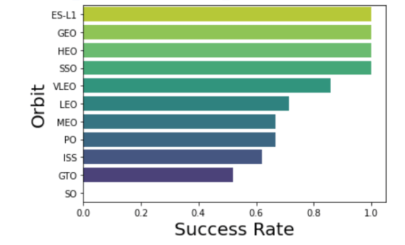 ES-L1
GEO
HEO
SSO
VLEO
LEO
MEO
PO
ISS
GTO
SO
Orbit
0.0 0.2 0.4 0.6 0.8 1.0
Success Rate